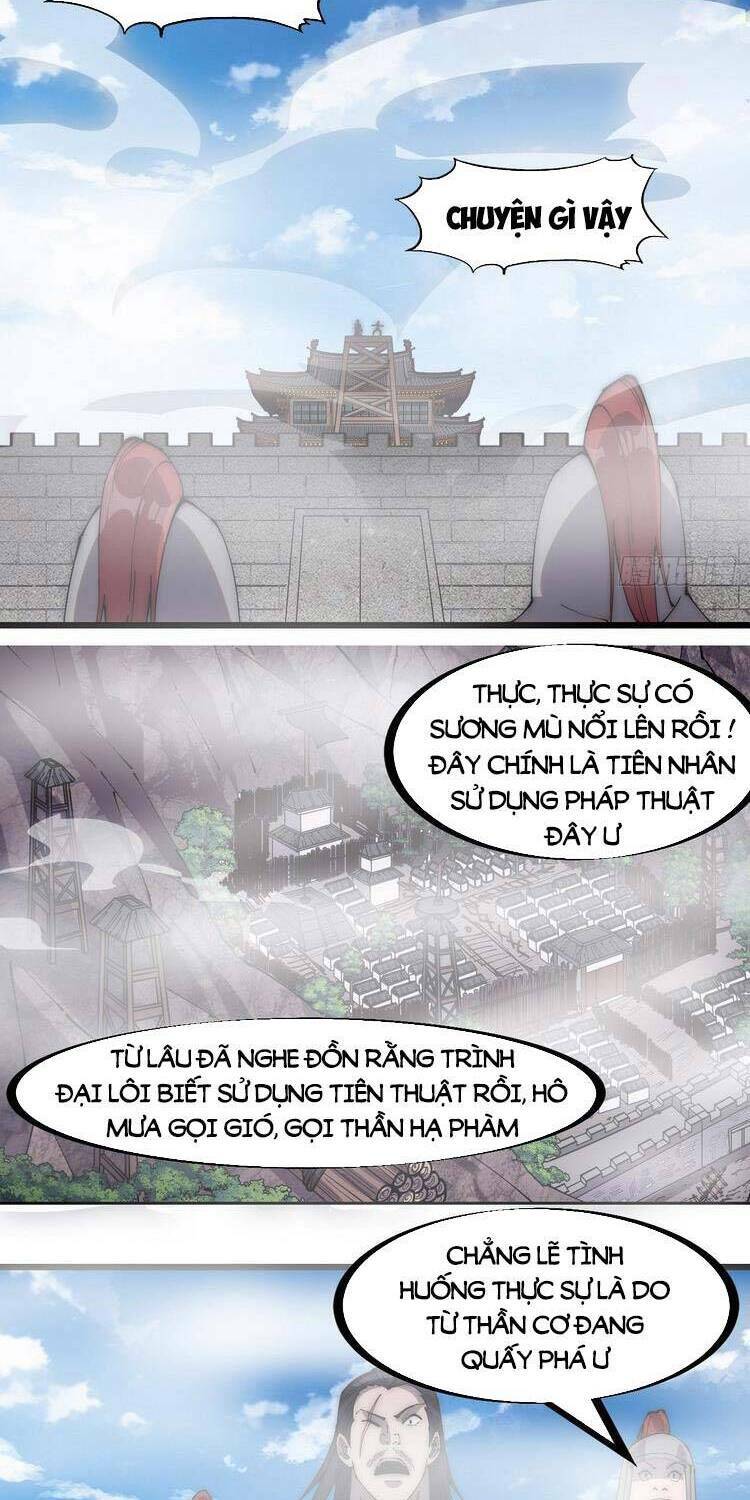 CHUYỆN GÌ VẬY
THỰC, THỰC SỰ CÓ
SƯƠNG MÙ NỔI LÊN RỒI !
ĐÂY CHÍNH LÀ TIÊN NHÂN
SỬ DỤNG PHÁP THUẬT
ĐÂY Ư
TỪ LÂU ĐÃ NGHE ĐỒN RẰNG TRÌNH
ĐẠI LÔI BIẾT SỬ DỤNG TIÊN THUẬT RỒI, HÔ
MƯA GỌI GIÓ, GỌI THẦN HẠ PHÀM
CHẲNG LẼ TÌNH
HUỐNG THỰC SỰ LÀ DO
TỪ THẦN CƠ ĐANG
QUẤY PHÁ Ư